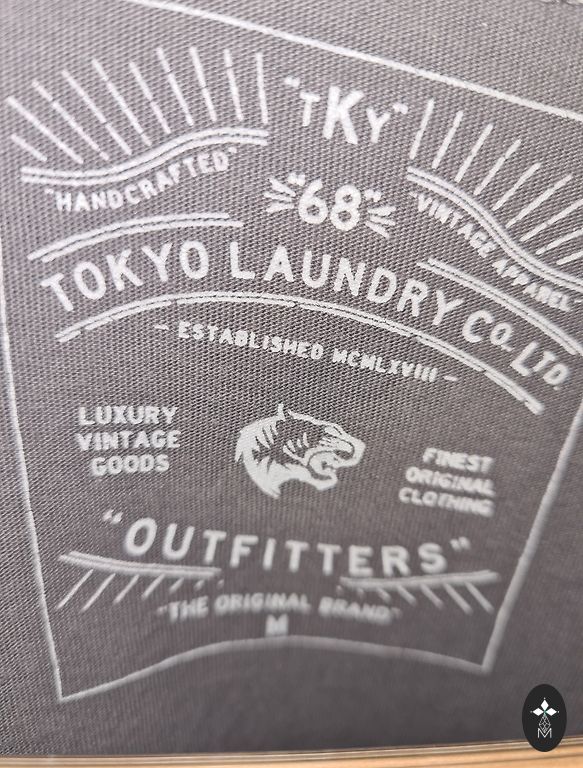 "TKY"
"HANDCRAFTED"
"68"
"VINTAGE APPAREL"
TOKYO LAUNDRY CO. LTD.
- ESTABLISHED MCMLXVIII -
LUXURY
VINTAGE
GOODS
FINEST
ORIGINAL
CLOTHING
"OUTFITTERS"
"THE ORIGINAL BRAND"
M
M